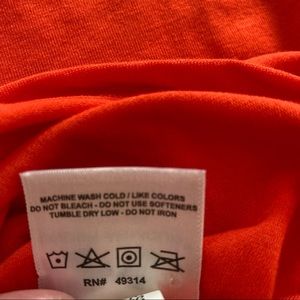 MACHINE WASH COLD / LIKE COLORS
DO NOT BLEACH - DO NOT USE SOFTENERS
TUMBLE DRY LOW - DO NOT IRON
RN# 49314